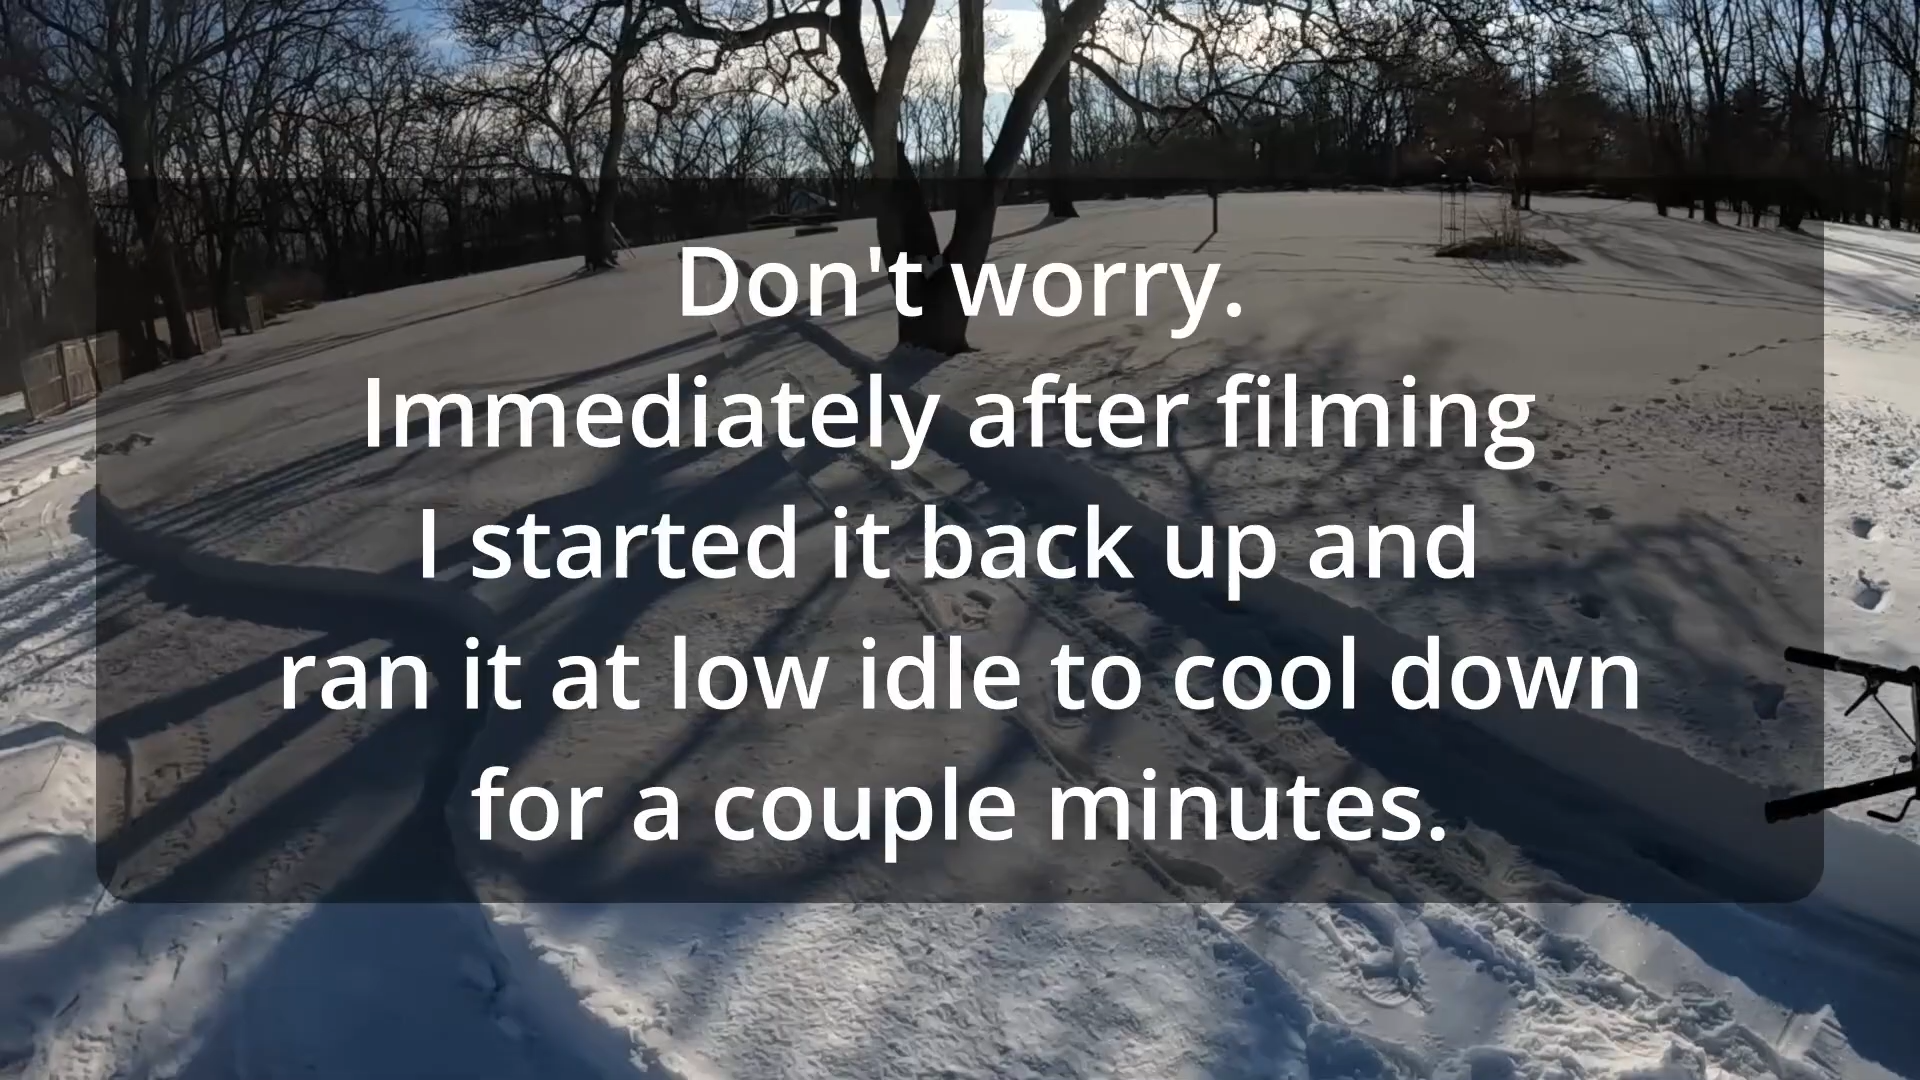 Don't worry.
Immediately after filming
I started it back up and
ran it at low idle to cool down
for a couple minutes.